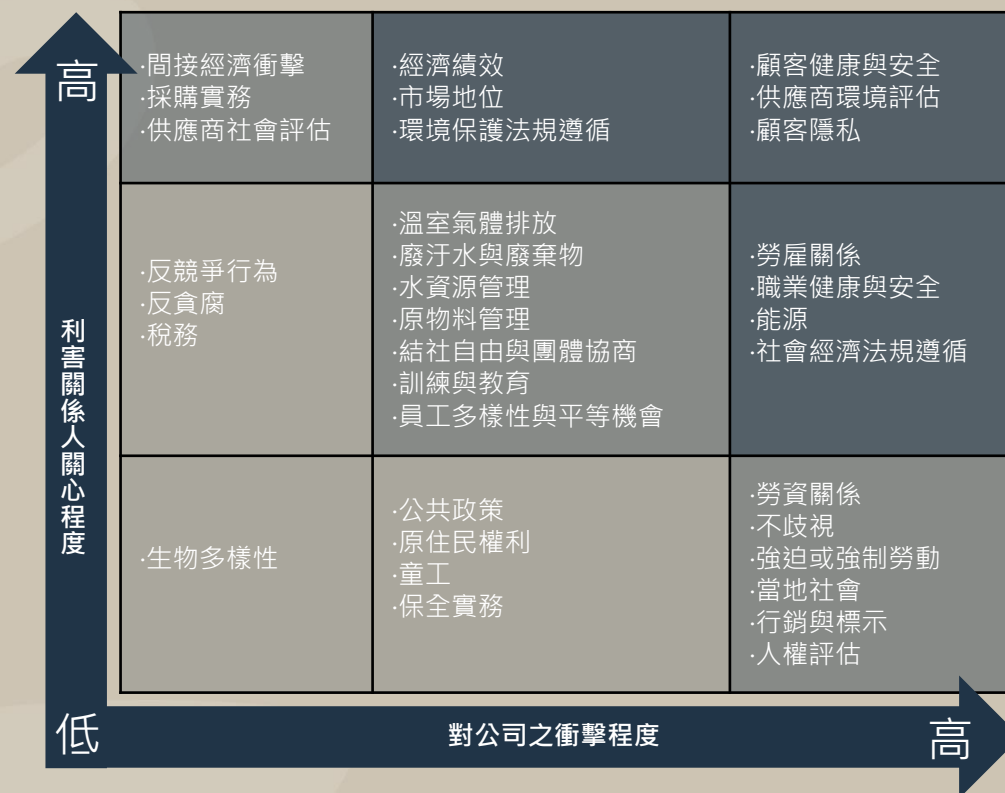 高
·間接經濟衝擊
·採購實務
·供應商社會評估
·經濟績效
·市場地位
·環境保護法規遵循
·顧客健康與安全
·供應商環境評估
·顧客隱私
利害關係人關心程度
·反競爭行為
·反貪腐
·稅務
·溫室氣體排放
·廢汙水與廢棄物
·水資源管理
·原物料管理
·結社自由與團體協商
·訓練與教育
·員工多樣性與平等機會
·勞雇關係
·職業健康與安全
·能源
·社會經濟法規遵循
·生物多樣性
·公共政策
·原住民權利
·童工
·保全實務
·勞資關係
·不歧視
·強迫或強制勞動
·當地社會
·行銷與標示
·人權評估
低
對公司之衝擊程度
高